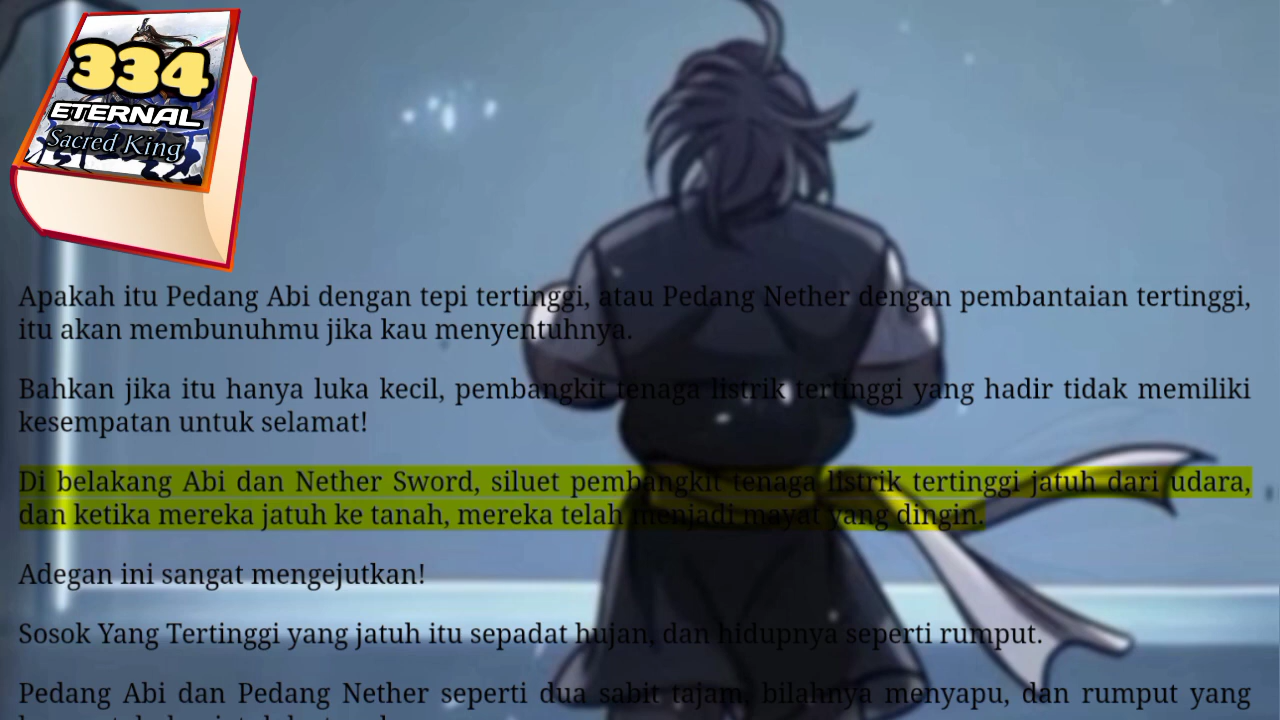 334
ETERNAL
Sacred King
Apakah itu Pedang Abi dengan tepi tertinggi, atau Pedang Nether dengan pembantaian tertinggi,
itu akan membunuhmu jika kau menyentuhnya.
Bahkan jika itu hanya luka kecil, pembangkit tenaga listrik tertinggi yang hadir tidak memiliki
kesempatan untuk selamat!
Di belakang Abi dan Nether Sword, siluet pembangkit tenaga listrik tertinggi jatuh dari udara,
dan ketika mereka jatuh ke tanah, mereka telah menjadi mayat yang dingin.
Adegan ini sangat mengejutkan!
Sosok Yang Tertinggi yang jatuh itu sepadat hujan, dan hidupnya seperti rumput.
Pedang Abi dan Pedang Nether seperti dua sabit tajam, bilahnya menyapu, dan rumput yang